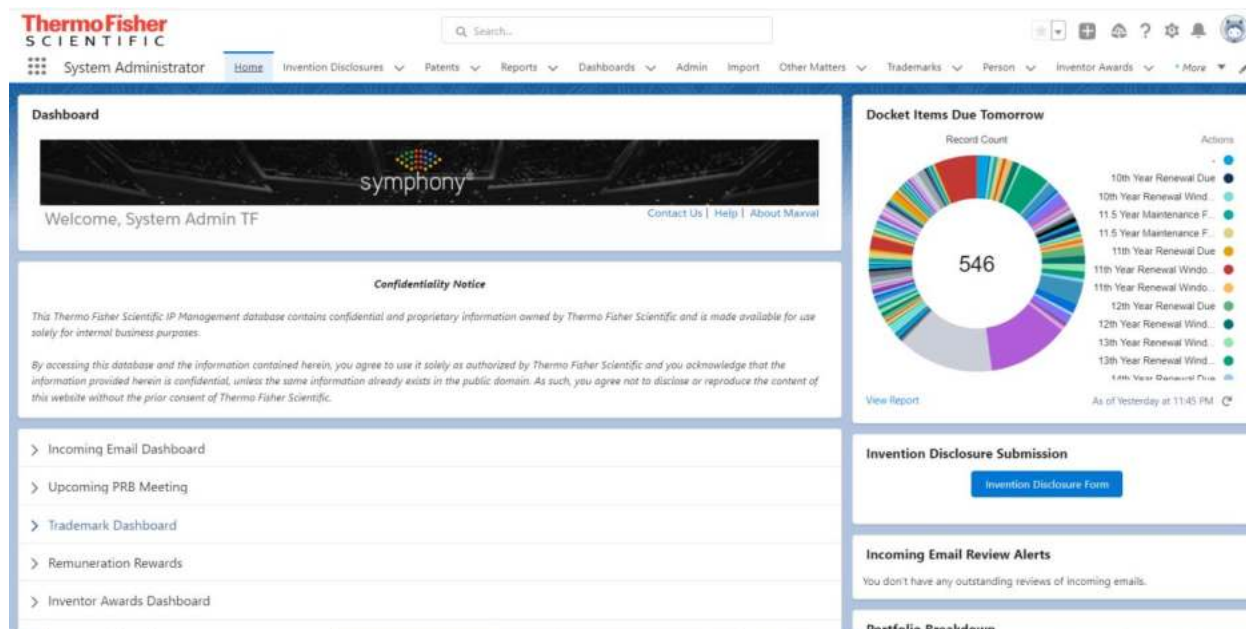 ThermoFisher
SCIENTIFIC
Search...
System Administrator
Home
Invention Disclosures
Patents
Reports
Dashboards
Admin
Import
Other Matters
Trademarks
Person
Inventor Awards
* More
Dashboard
symphony®
Welcome, System Admin TF
Contact Us | Help | About Maxval
Confidentiality Notice
This Thermo Fisher Scientific IP Management database contains confidential and proprietary information owned by Thermo Fisher Scientific and is made available for use
solely for internal business purposes.
By accessing this database and the information contained herein, you agree to use it solely as authorized by Thermo Fisher Scientific and you acknowledge that the
information provided herein is confidential, unless the same information already exists in the public domain. As such, you agree not to disclose or reproduce the content of
this website without the prior consent of Thermo Fisher Scientific.
Incoming Email Dashboard
Upcoming PRB Meeting
Trademark Dashboard
Remuneration Rewards
Inventor Awards Dashboard
Docket Items Due Tomorrow
Record Count
Actions
-
10th Year Renewal Due
10th Year Renewal Wind...
11.5 Year Maintenance F...
11.5 Year Maintenance F...
11th Year Renewal Due
11th Year Renewal Windo...
11th Year Renewal Windo...
12th Year Renewal Due
12th Year Renewal Wind...
13th Year Renewal Wind...
13th Year Renewal Wind...
14th Year Renewal Due
546
View Report
As of Yesterday at 11:45 PM
Invention Disclosure Submission
Invention Disclosure Form
Incoming Email Review Alerts
You don't have any outstanding reviews of incoming emails.
Portfolio Breakdown